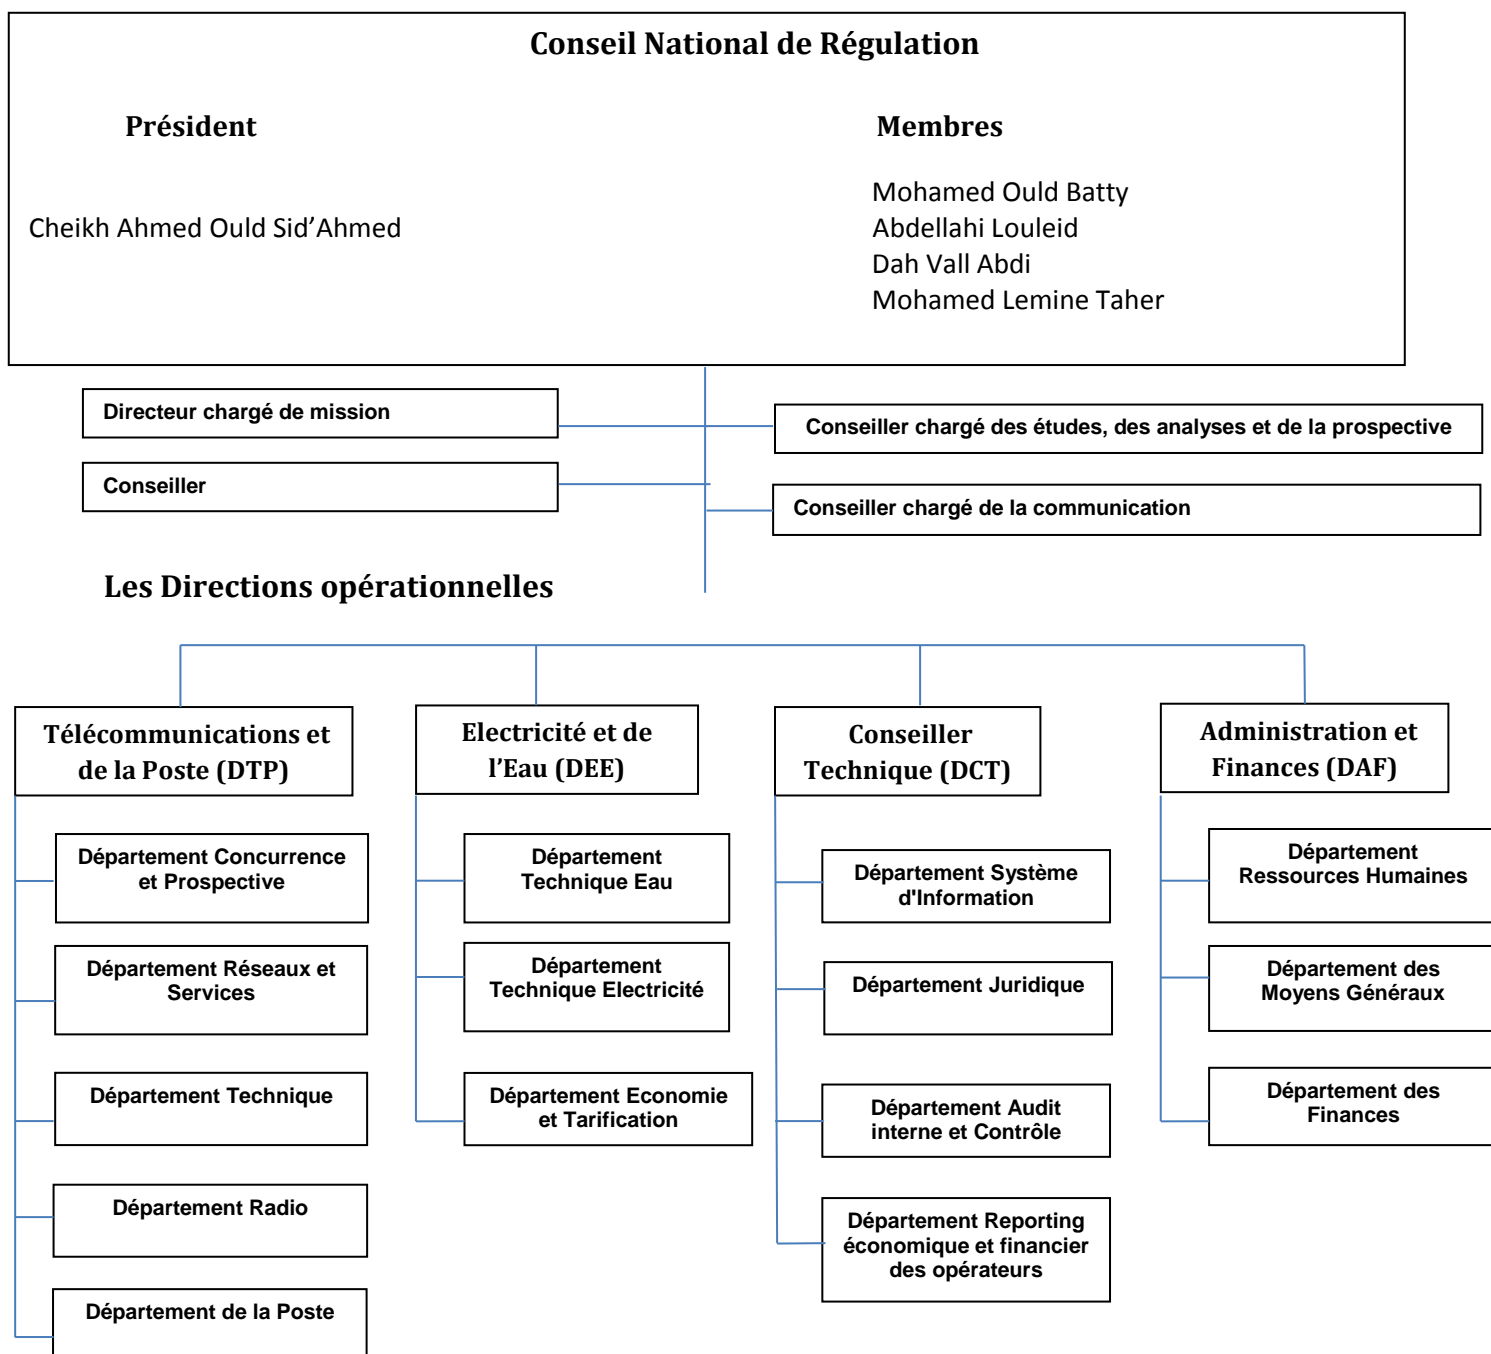 Conseil National de Régulation
Président
Membres
Cheikh Ahmed Ould Sid’Ahmed
Mohamed Ould Batty
Abdellahi Louleid
Dah Vall Abdi
Mohamed Lemine Taher
Directeur chargé de mission
Conseiller chargé des études, des analyses et de la prospective
Conseiller
Conseiller chargé de la communication
Les Directions opérationnelles
Télécommunications et
de la Poste (DTP)
Département Concurrence
et Prospective
Département Réseaux et
Services
Département Technique
Département Radio
Département de la Poste
Electricité et de
l’Eau (DEE)
Département
Technique Eau
Département
Technique Electricité
Département Economie
et Tarification
Conseiller
Technique (DCT)
Département Système
d'Information
Département Juridique
Département Audit
interne et Contrôle
Département Reporting
économique et financier
des opérateurs
Administration et
Finances (DAF)
Département
Ressources Humaines
Département des
Moyens Généraux
Département des
Finances